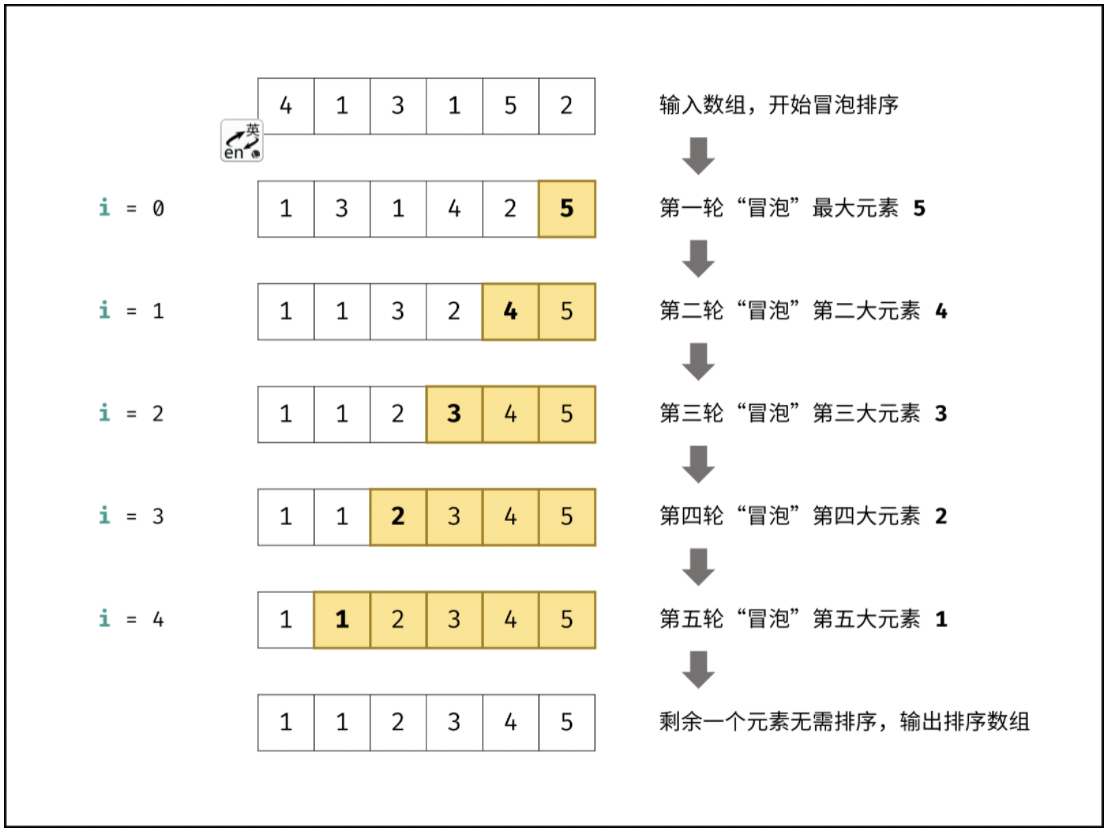 4 1 3 1 5 2 输入数组，开始冒泡排序
英
en
i = 0 1 3 1 4 2 5 第一轮“冒泡”最大元素 5
i = 1 1 1 3 2 4 5 第二轮“冒泡”第二大元素 4
i = 2 1 1 2 3 4 5 第三轮“冒泡”第三大元素 3
i = 3 1 1 2 3 4 5 第四轮“冒泡”第四大元素 2
i = 4 1 1 2 3 4 5 第五轮“冒泡”第五大元素 1
1 1 2 3 4 5 剩余一个元素无需排序，输出排序数组